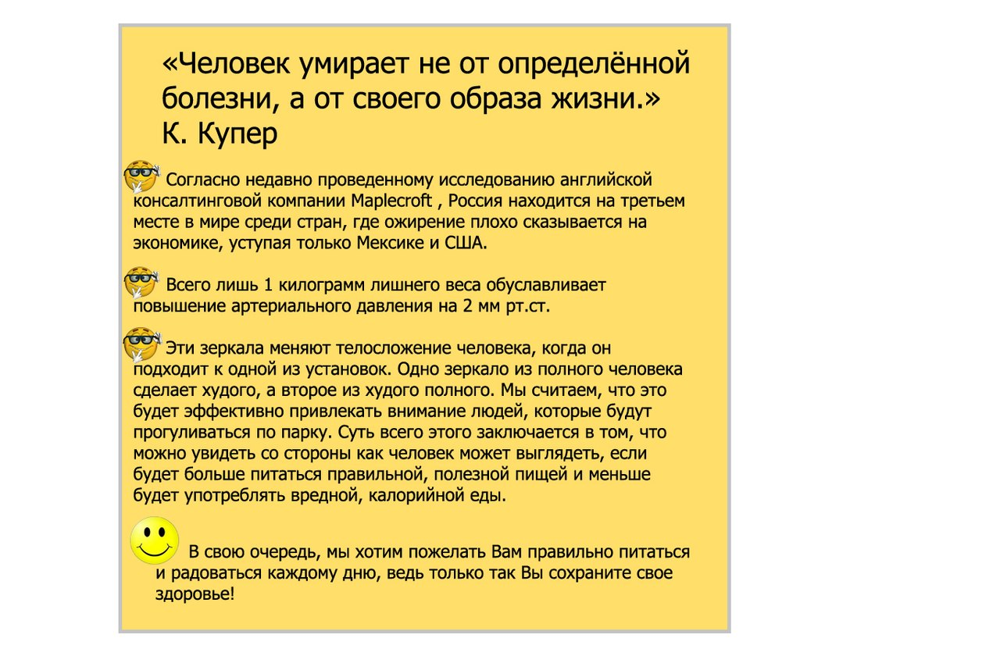 «Человек умирает не от определённой
болезни, а от своего образа жизни.»
К. Купер
Согласно недавно проведенному исследованию английской
консалтинговой компании Maplecroft , Россия находится на третьем
месте в мире среди стран, где ожирение плохо сказывается на
экономике, уступая только Мексике и США.
Всего лишь 1 килограмм лишнего веса обуславливает
повышение артериального давления на 2 мм рт.ст.
Эти зеркала меняют телосложение человека, когда он
подходит к одной из установок. Одно зеркало из полного человека
сделает худого, а второе из худого полного. Мы считаем, что это
будет эффективно привлекать внимание людей, которые будут
прогуливаться по парку. Суть всего этого заключается в том, что
можно увидеть со стороны как человек может выглядеть, если
будет больше питаться правильной, полезной пищей и меньше
будет употреблять вредной, калорийной еды.
В свою очередь, мы хотим пожелать Вам правильно питаться
и радоваться каждому дню, ведь только так Вы сохраните свое
здоровье!